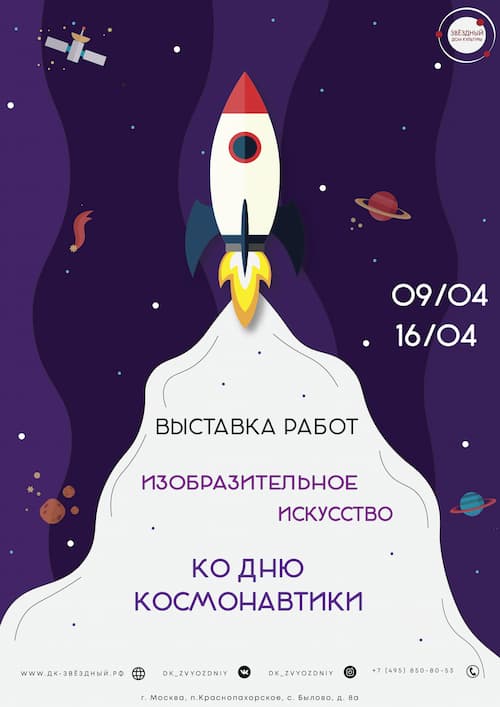 ЗВЁЗДНЫЙ
ДОМ КУЛЬТУРЫ
09/04
16/04
ВЫСТАВКА РАБОТ
ИЗОБРАЗИТЕЛЬНОЕ
ИСКУССТВО
КО ДНЮ
КОСМОНАВТИКИ
WWW.ДК-ЗВЁЗДНЫЙ.РФ DK_ZVYOZDNIY DK_ZVYOZDNIY +7 (495) 850-80-53
г. Москва, п.Краснопахорское, с. Былово, д. 8а